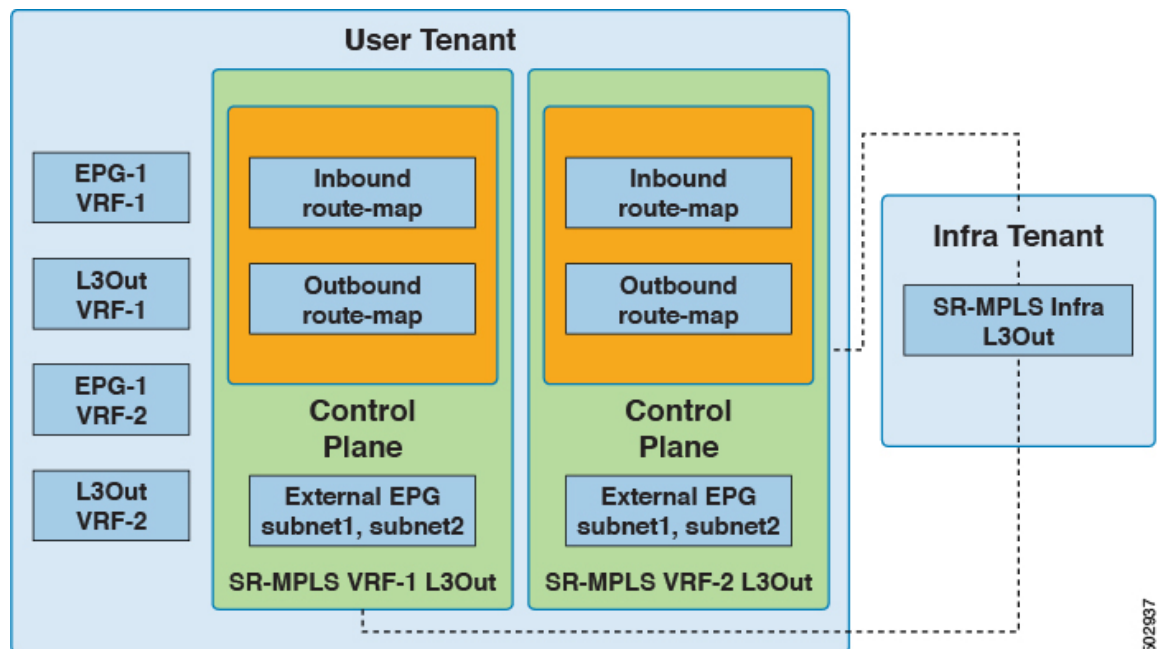 User Tenant
EPG-1
VRF-1
L3Out
VRF-1
EPG-1
VRF-2
L3Out
VRF-2
Inbound
route-map
Outbound
route-map
Control
Plane
External EPG
subnet1, subnet2
SR-MPLS VRF-1 L3Out
Inbound
route-map
Outbound
route-map
Control
Plane
External EPG
subnet1, subnet2
SR-MPLS VRF-2 L3Out
Infra Tenant
SR-MPLS Infra
L3Out
502937